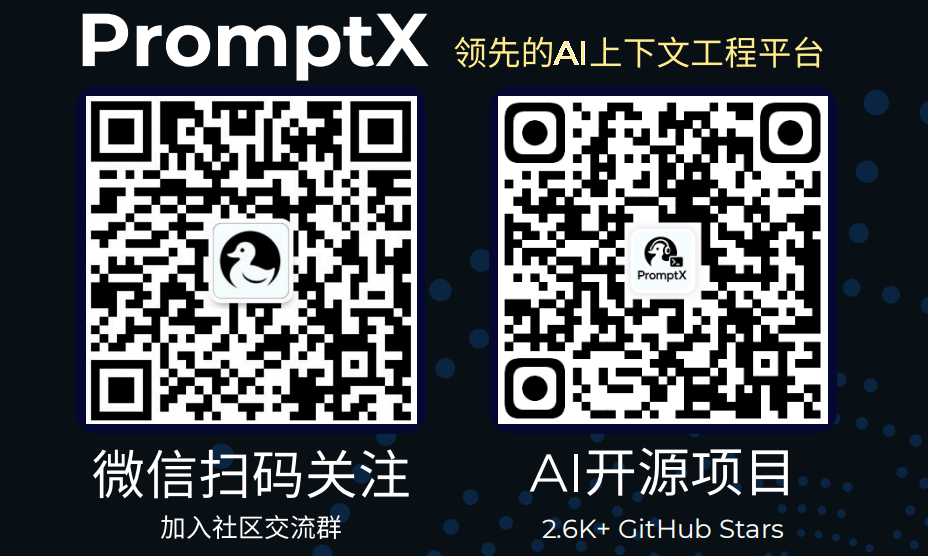 PromptX 领先的AI上下文工程平台
PromptX
微信扫码关注
加入社区交流群
AI开源项目
2.6K+ GitHub Stars